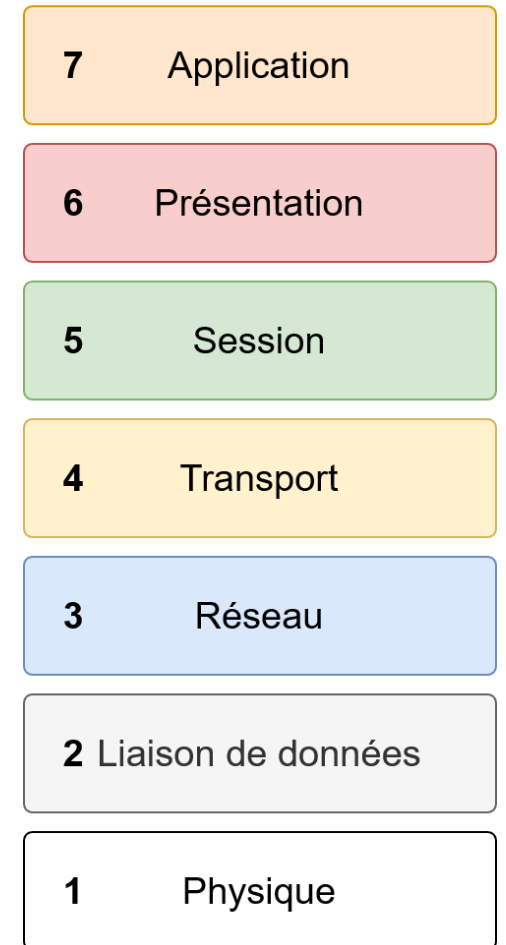 7 Application
6 Présentation
5 Session
4 Transport
3 Réseau
2 Liaison de données
1 Physique